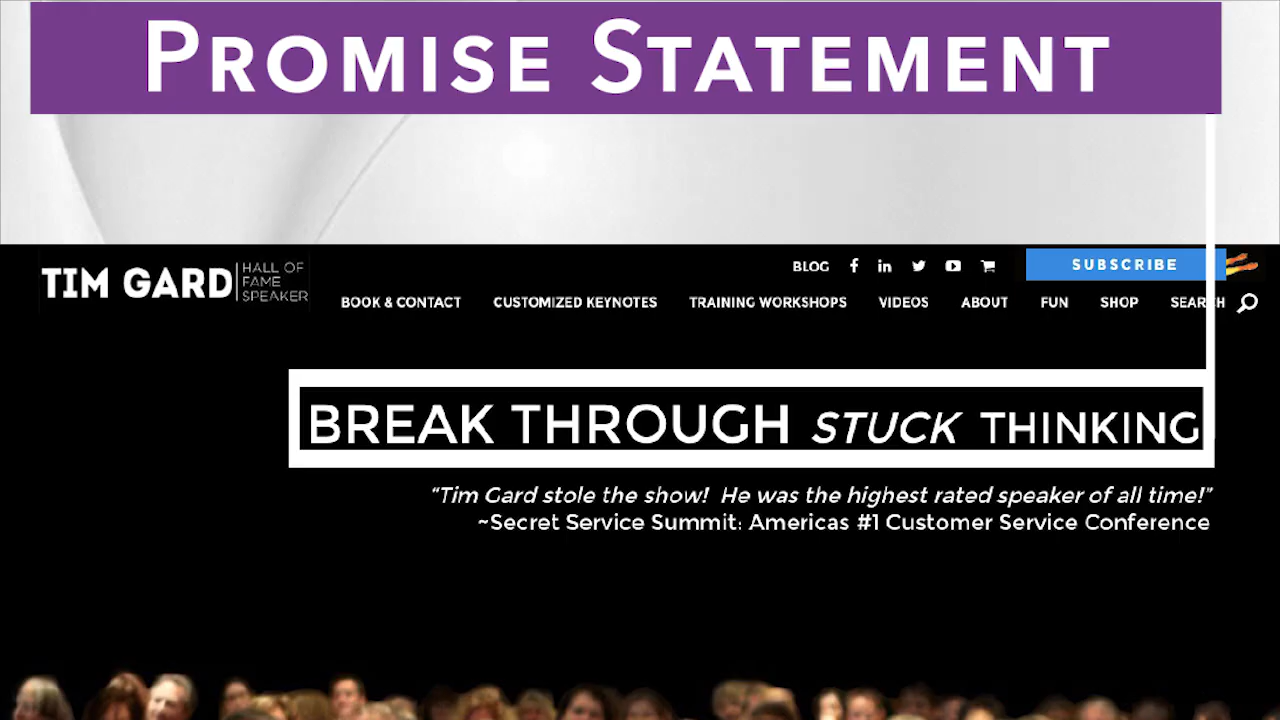 PROMISE STATEMENT
TIM GARD
HALL OF
FAME
SPEAKER
BLOG
SUBSCRIBE
BOOK & CONTACT CUSTOMIZED KEYNOTES TRAINING WORKSHOPS VIDEOS ABOUT FUN SHOP SEARCH
BREAK THROUGH STUCK THINKING
“Tim Gard stole the show! He was the highest rated speaker of all time!”
~Secret Service Summit: Americas #1 Customer Service Conference